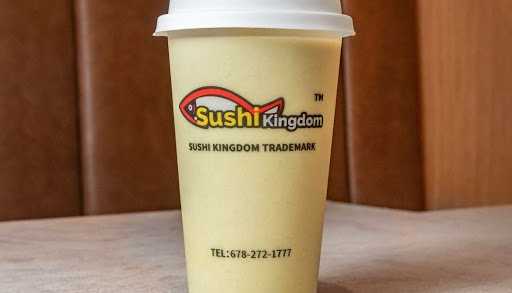 Sushi Kingdom ™
SUSHI KINGDOM TRADEMARK
TEL:678-272-1777